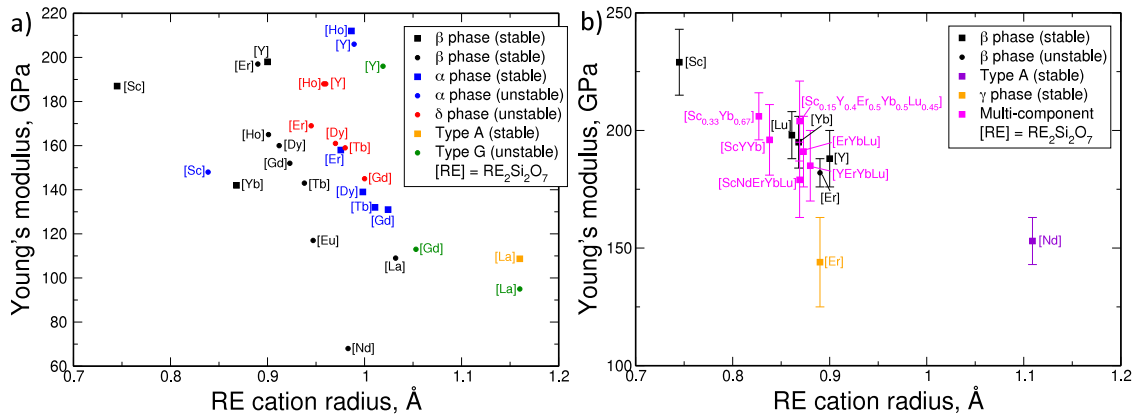 a)
Young's modulus, GPa
220
200
180
160
140
120
100
80
60
0.7
0.8
0.9
1
1.1
1.2
RE cation radius, Å
β phase (stable)
β phase (unstable)
α phase (stable)
α phase (unstable)
δ phase (unstable)
Type A (stable)
Type G (unstable)
[RE] = RE2Si2O7
[Ho]
[Y]
[Y]
[Er]
[Y]
[Sc]
[Ho] [Y]
[Er]
[Ho]
[Dy]
[Dy]
[Tb]
[Er]
[Gd]
[Sc]
[Yb]
[Tb]
[Gd]
[Dy]
[Tb]
[Gd]
[Eu]
[La]
[Gd]
[La]
[La]
[Nd]
b)
Young's modulus, GPa
250
200
150
100
0.7
0.8
0.9
1
1.1
1.2
RE cation radius, Å
β phase (stable)
β phase (unstable)
Type A (stable)
γ phase (stable)
Multi-component
[RE] = RE2Si2O7
[Sc]
[Sc0.15Y0.4Er0.5Yb0.5Lu0.45]
[Sc0.33Yb0.67]
[Lu]
[Yb]
[ScYYb]
[ErYbLu]
[Y]
[YErYbLu]
[ScNdErYbLu]
[Er]
[Nd]
[Er]